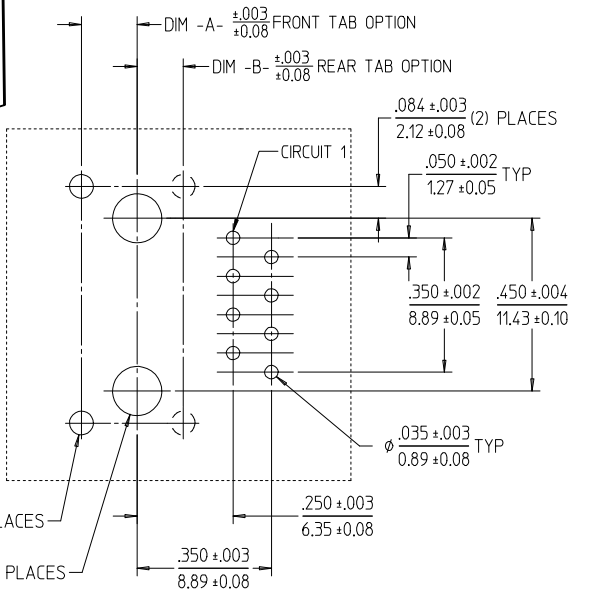 DIM -A- ±.003 FRONT TAB OPTION
±0.08
DIM -B- ±.003 REAR TAB OPTION
±0.08
.084 ±.003 (2) PLACES
2.12 ±0.08
CIRCUIT 1
.050 ±.002 TYP
1.27 ±0.05
.350 ±.002
8.89 ±0.05
.450 ±.004
11.43 ±0.10
ø .035 ±.003 TYP
0.89 ±0.08
.250 ±.003
6.35 ±0.08
LACES
PLACES
.350 ±.003
8.89 ±0.08